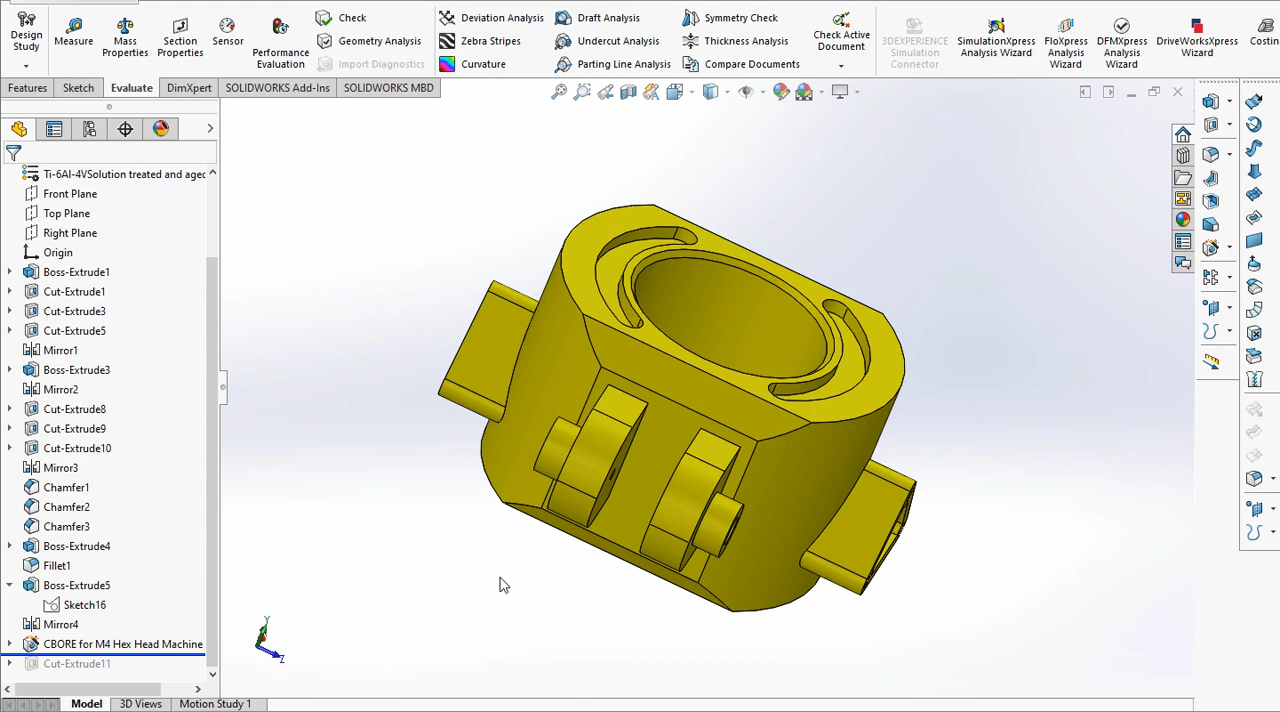 Design Study
Measure
Mass Properties
Section Properties
Sensor
Performance Evaluation
Check
Geometry Analysis
Import Diagnostics
Deviation Analysis
Zebra Stripes
Curvature
Draft Analysis
Undercut Analysis
Parting Line Analysis
Symmetry Check
Thickness Analysis
Compare Documents
Check Active Document
3DEXPERIENCE Simulation Connector
SimulationXpress Analysis Wizard
FloXpress Analysis Wizard
DFMXpress Analysis Wizard
DriveWorksXpress Wizard
Costin
Features
Sketch
Evaluate
DimXpert
SOLIDWORKS Add-Ins
SOLIDWORKS MBD
Ti-6Al-4VSolution treated and agec
Front Plane
Top Plane
Right Plane
Origin
Boss-Extrude1
Cut-Extrude1
Cut-Extrude3
Cut-Extrude5
Mirror1
Boss-Extrude3
Mirror2
Cut-Extrude8
Cut-Extrude9
Cut-Extrude10
Mirror3
Chamfer1
Chamfer2
Chamfer3
Boss-Extrude4
Fillet1
Boss-Extrude5
Sketch16
Mirror4
CBORE for M4 Hex Head Machine
Cut-Extrude11
Y
Z
Model
3D Views
Motion Study 1